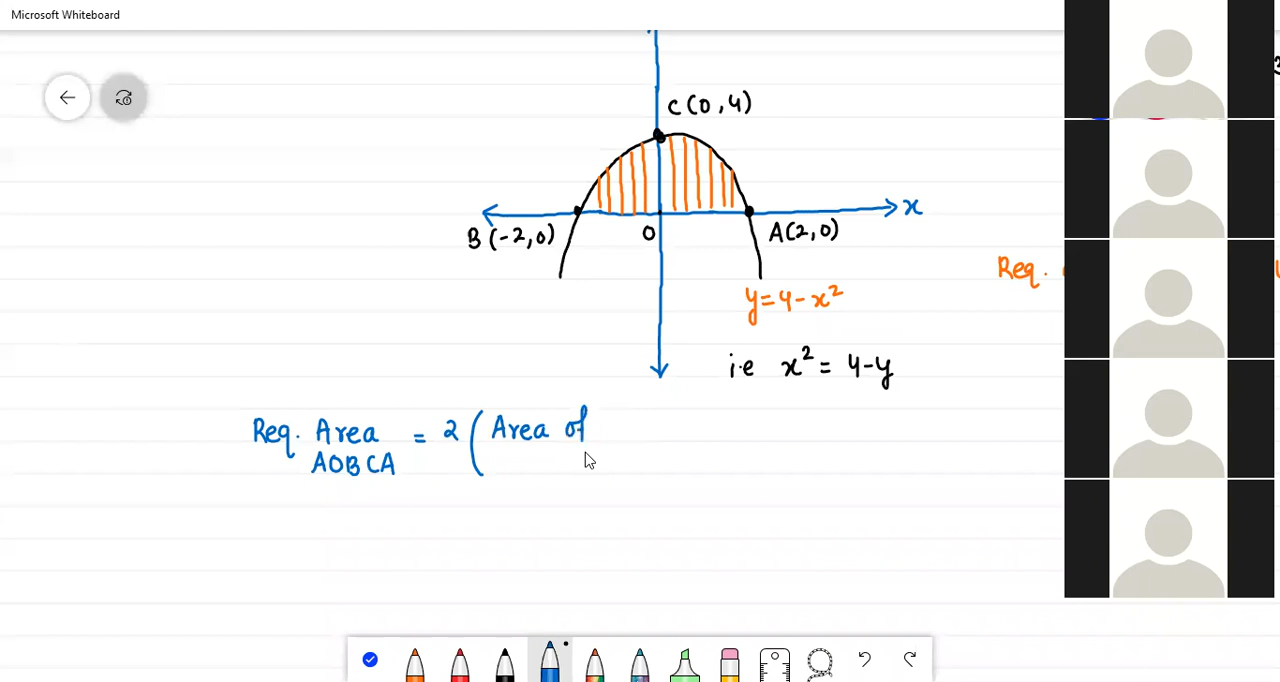 Microsoft Whiteboard
C(0,4)
x
B(-2,0)
O
A(2,0)
Req.
y=4-x²
i.e x² = 4-y
Req. Area = 2 ( Area of
AOBCA